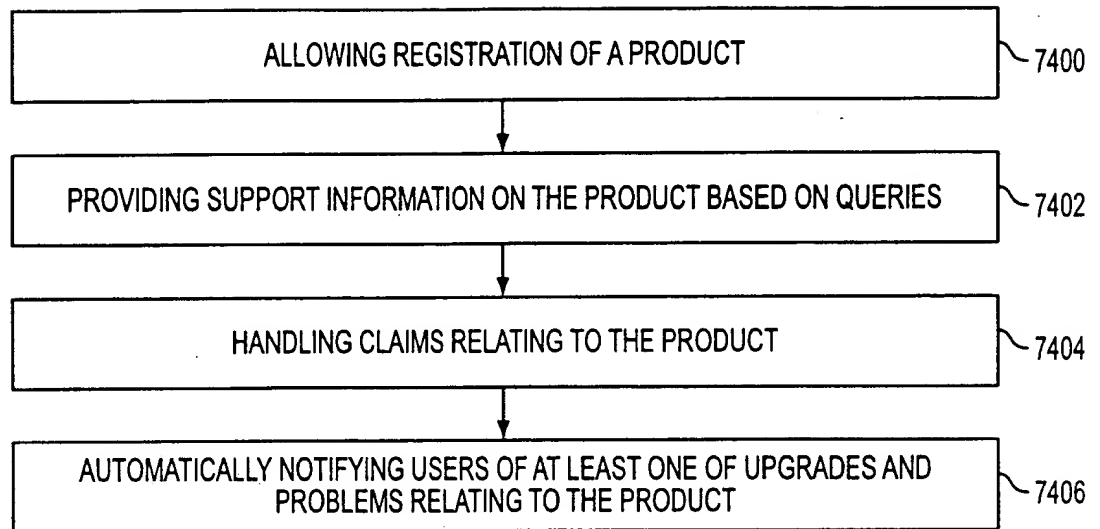 ALLOWING REGISTRATION OF A PRODUCT
7400
PROVIDING SUPPORT INFORMATION ON THE PRODUCT BASED ON QUERIES
7402
HANDLING CLAIMS RELATING TO THE PRODUCT
7404
AUTOMATICALLY NOTIFYING USERS OF AT LEAST ONE OF UPGRADES AND
PROBLEMS RELATING TO THE PRODUCT
7406